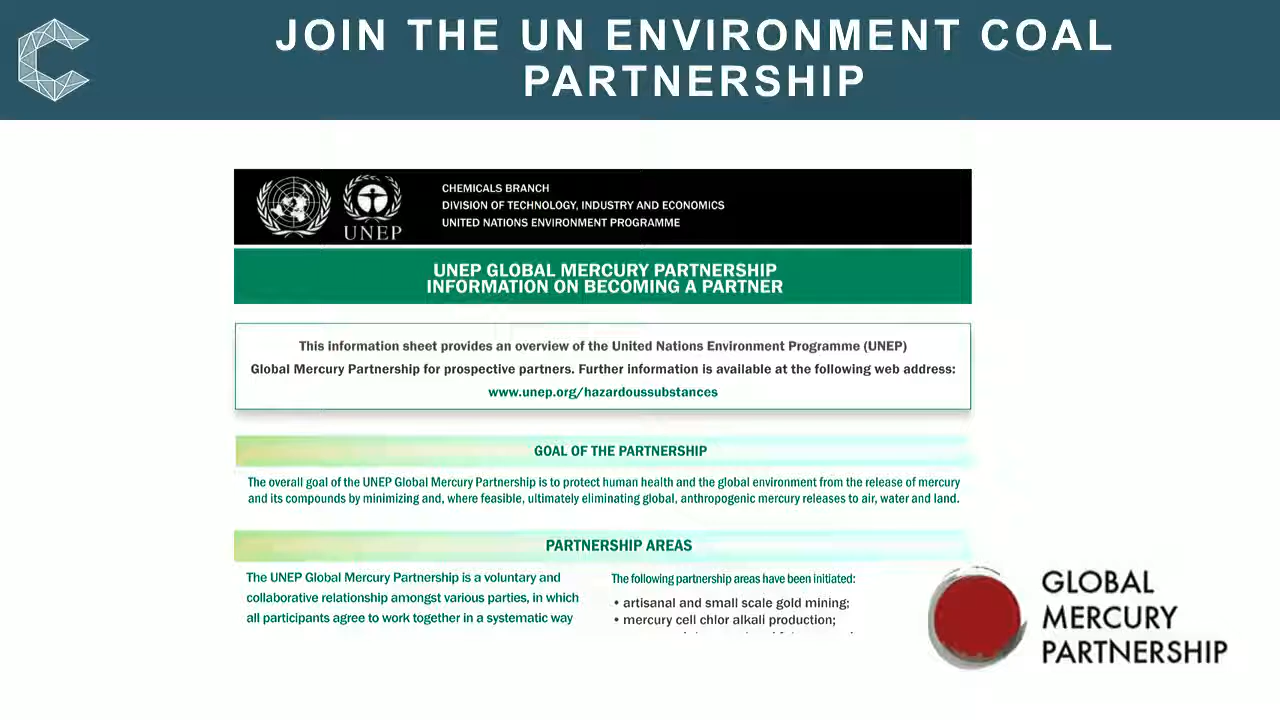 JOIN THE UN ENVIRONMENT COAL
PARTNERSHIP
UNEP
CHEMICALS BRANCH
DIVISION OF TECHNOLOGY, INDUSTRY AND ECONOMICS
UNITED NATIONS ENVIRONMENT PROGRAMME
UNEP GLOBAL MERCURY PARTNERSHIP
INFORMATION ON BECOMING A PARTNER
This information sheet provides an overview of the United Nations Environment Programme (UNEP)
Global Mercury Partnership for prospective partners. Further information is available at the following web address:
www.unep.org/hazardoussubstances
GOAL OF THE PARTNERSHIP
The overall goal of the UNEP Global Mercury Partnership is to protect human health and the global environment from the release of mercury
and its compounds by minimizing and, where feasible, ultimately eliminating global, anthropogenic mercury releases to air, water and land.
PARTNERSHIP AREAS
The UNEP Global Mercury Partnership is a voluntary and
collaborative relationship amongst various parties, in which
all participants agree to work together in a systematic way
The following partnership areas have been initiated:
• artisanal and small scale gold mining;
• mercury cell chlor alkali production;
GLOBAL
MERCURY
PARTNERSHIP